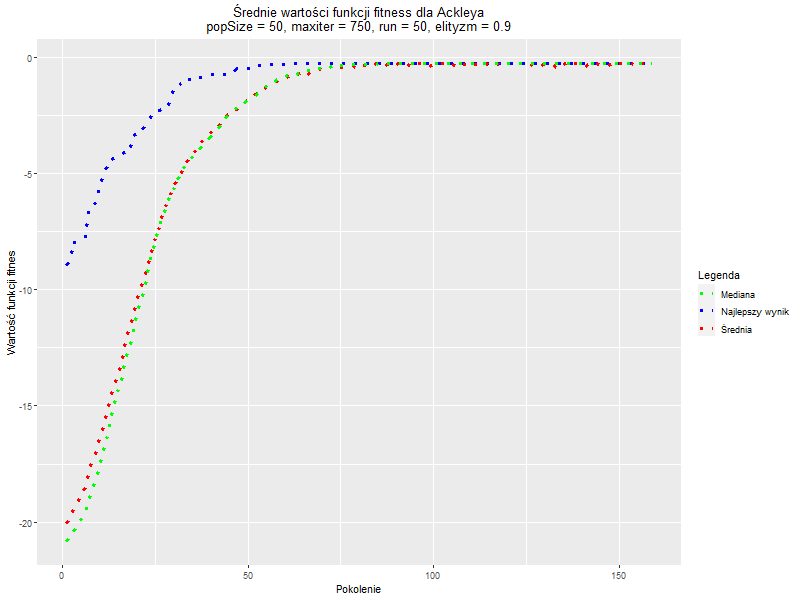 Średnie wartości funkcji fitness dla Ackleya
popSize = 50, maxiter = 750, run = 50, elityzm = 0.9
Wartość funkcji fitnes
0
-5
-10
-15
-20
0
50
100
150
Pokolenie
Legenda
Mediana
Najlepszy wynik
Średnia